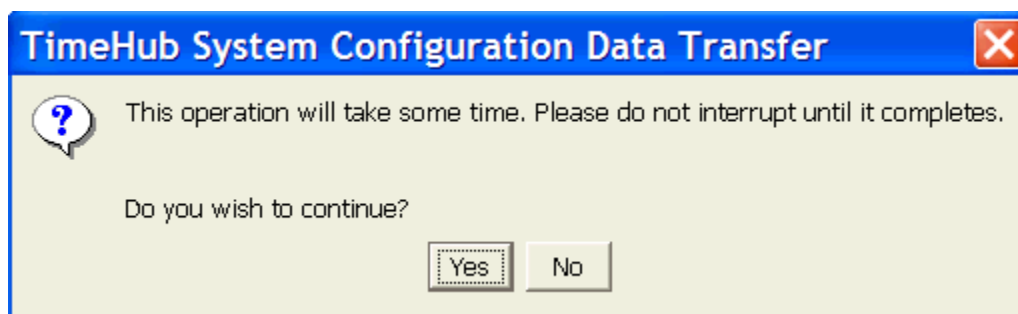 TimeHub System Configuration Data Transfer
This operation will take some time. Please do not interrupt until it completes.
Do you wish to continue?
Yes No